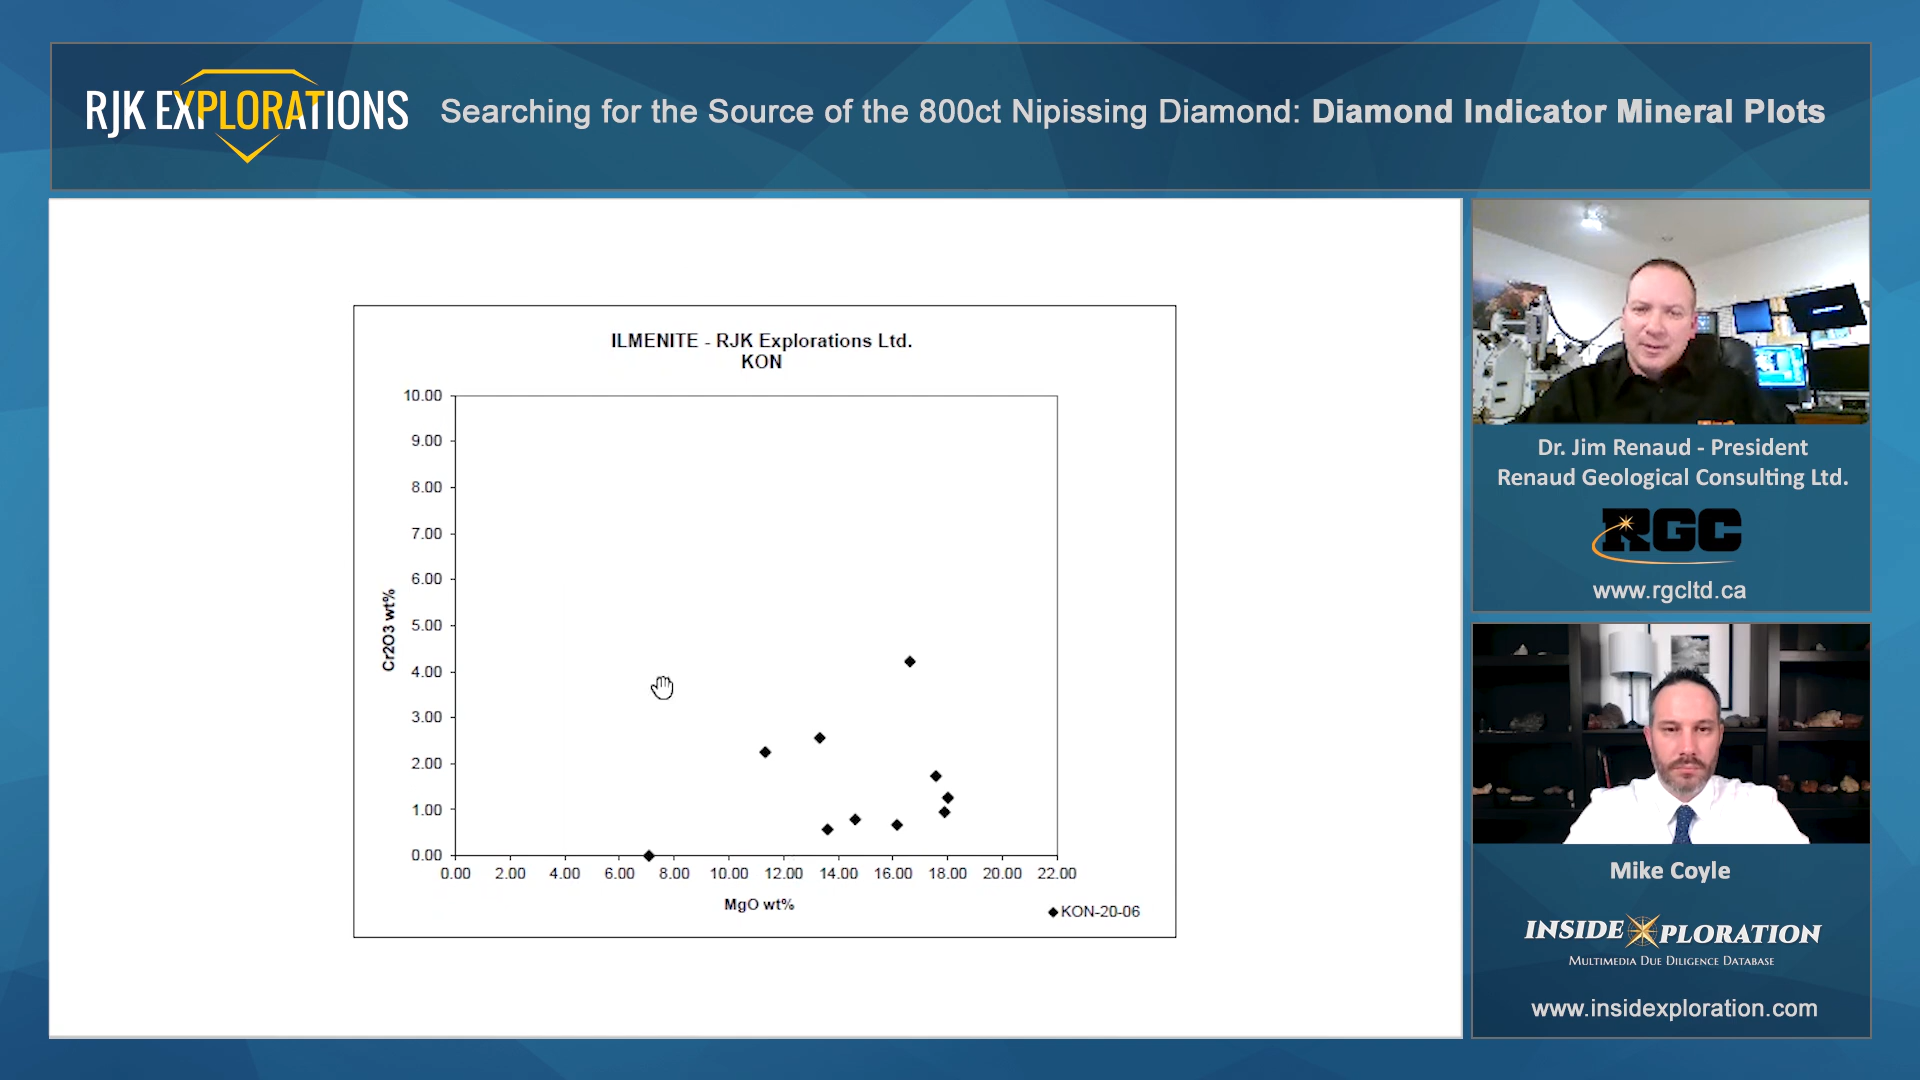 RJK EXPLORATIONS
Searching for the Source of the 800ct Nipissing Diamond: Diamond Indicator Mineral Plots
ILMENITE - RJK Explorations Ltd.
KON
10.00
9.00
8.00
7.00
6.00
5.00
4.00
3.00
2.00
1.00
0.00
Cr2O3 wt%
0.00 2.00 4.00 6.00 8.00 10.00 12.00 14.00 16.00 18.00 20.00 22.00
MgO wt%
KON-20-06
Dr. Jim Renaud - President
Renaud Geological Consulting Ltd.
RGC
www.rgcltd.ca
Mike Coyle
INSIDE XPLORATION
MULTIMEDIA DUE DILIGENCE DATABASE
www.insidexploration.com